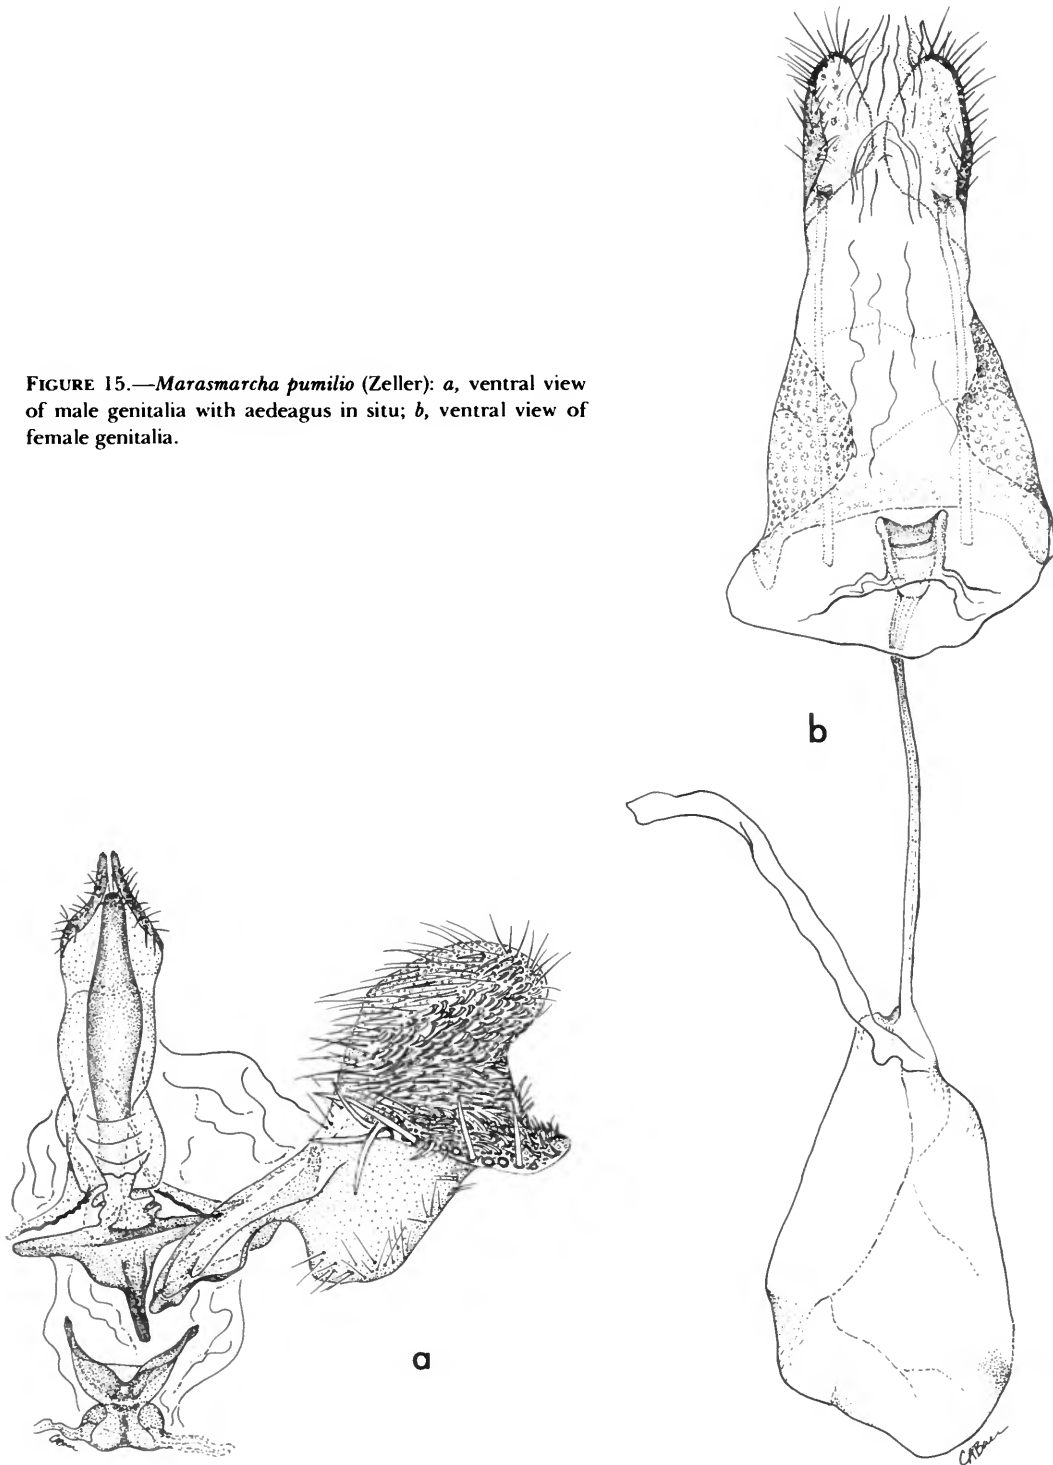 FIGURE 15.—Marasmarcha pumilio (Zeller): a, ventral view
of male genitalia with aedeagus in situ; b, ventral view of
female genitalia.
b
a